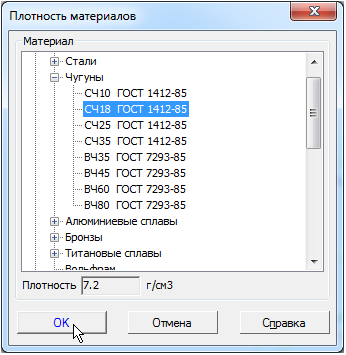 Плотность материалов
Материал
Стали
Чугуны
СЧ10 ГОСТ 1412-85
СЧ18 ГОСТ 1412-85
СЧ25 ГОСТ 1412-85
СЧ35 ГОСТ 1412-85
ВЧ35 ГОСТ 7293-85
ВЧ45 ГОСТ 7293-85
ВЧ60 ГОСТ 7293-85
ВЧ80 ГОСТ 7293-85
Алюминиевые сплавы
Бронзы
Титановые сплавы
Вольфрам
Плотность 7.2 г/см3
OK Отмена Справка